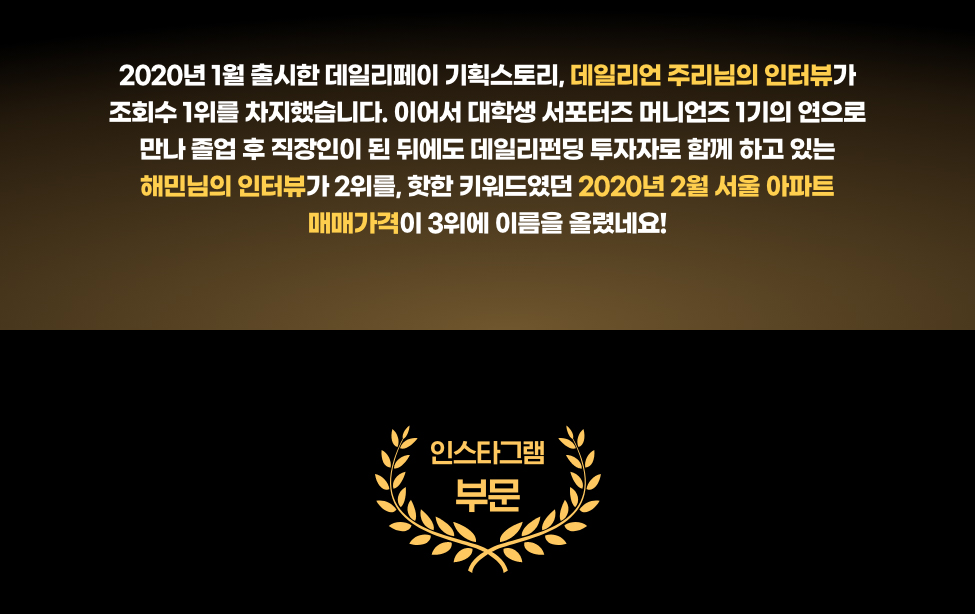 2020년 1월 출시한 데일리페이 기획스토리, 데일리언 주리님의 인터뷰가
조회수 1위를 차지했습니다. 이어서 대학생 서포터즈 머니언즈 1기의 연으로
만나 졸업 후 직장인이 된 뒤에도 데일리펀딩 투자자로 함께 하고 있는
해민님의 인터뷰가 2위를, 핫한 키워드였던 2020년 2월 서울 아파트
매매가격이 3위에 이름을 올렸네요!
인스타그램
부문